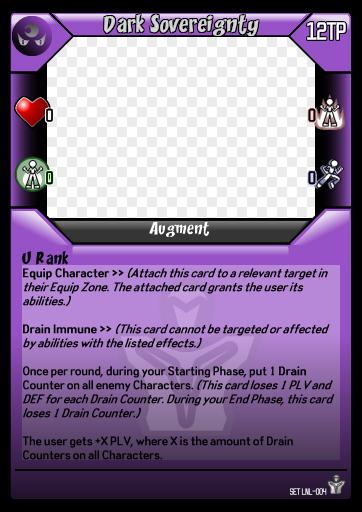 Dark Sovereignty
12TP
0
0
0
0
Augment
U Rank
Equip Character >> (Attach this card to a relevant target in
their Equip Zone. The attached card grants the user its
abilities.)
Drain Immune >> (This card cannot be targeted or affected
by abilities with the listed effects.)
Once per round, during your Starting Phase, put 1 Drain
Counter on all enemy Characters. (This card loses 1 PLV and
DEF for each Drain Counter. During your End Phase, this card
loses 1 Drain Counter.)
The user gets +X PLV, where X is the amount of Drain
Counters on all Characters.
SET LNL-004